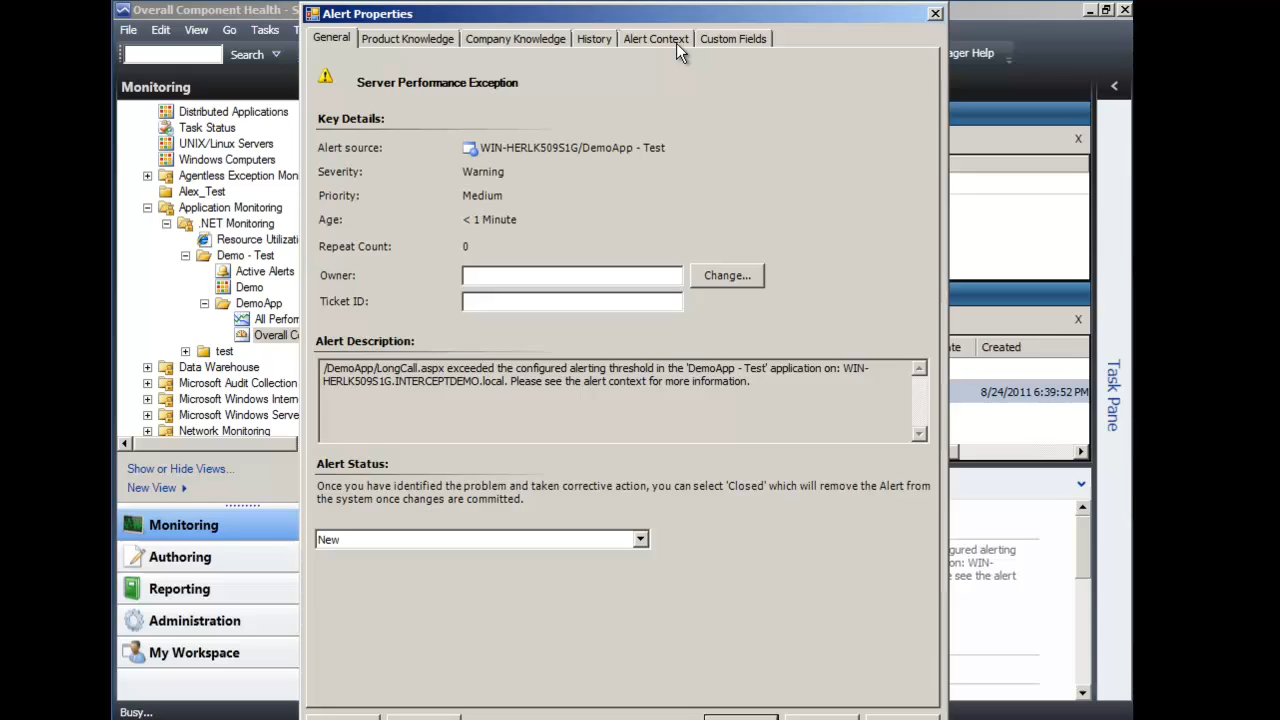 Overall Component Health - S
File Edit View Go Tasks
Search
Monitoring
Distributed Applications
Task Status
UNIX/Linux Servers
Windows Computers
Agentless Exception Mon
Alex_Test
Application Monitoring
.NET Monitoring
Resource Utilizati
Demo - Test
Active Alerts
Demo
DemoApp
All Perfom
Overall C
test
Data Warehouse
Microsoft Audit Collection
Microsoft Windows Intern
Microsoft Windows Serve
Network Monitoring
Show or Hide Views...
New View
Monitoring
Authoring
Reporting
Administration
My Workspace
Busy...
Alert Properties
General Product Knowledge Company Knowledge History Alert Context Custom Fields
Server Performance Exception
Key Details:
Alert source: WIN-HERLK509S1G/DemoApp - Test
Severity: Warning
Priority: Medium
Age: < 1 Minute
Repeat Count: 0
Owner: Change...
Ticket ID:
Alert Description:
/DemoApp/LongCall.aspx exceeded the configured alerting threshold in the 'DemoApp - Test' application on: WIN-
HERLK509S1G.INTERCEPTDEMO.local. Please see the alert context for more information.
Alert Status:
Once you have identified the problem and taken corrective action, you can select 'Closed' which will remove the Alert from
the system once changes are committed.
New
ager Help
te Created
8/24/2011 6:39:52 PM
gured alerting
on: WIN-
e see the alert
Task Pane